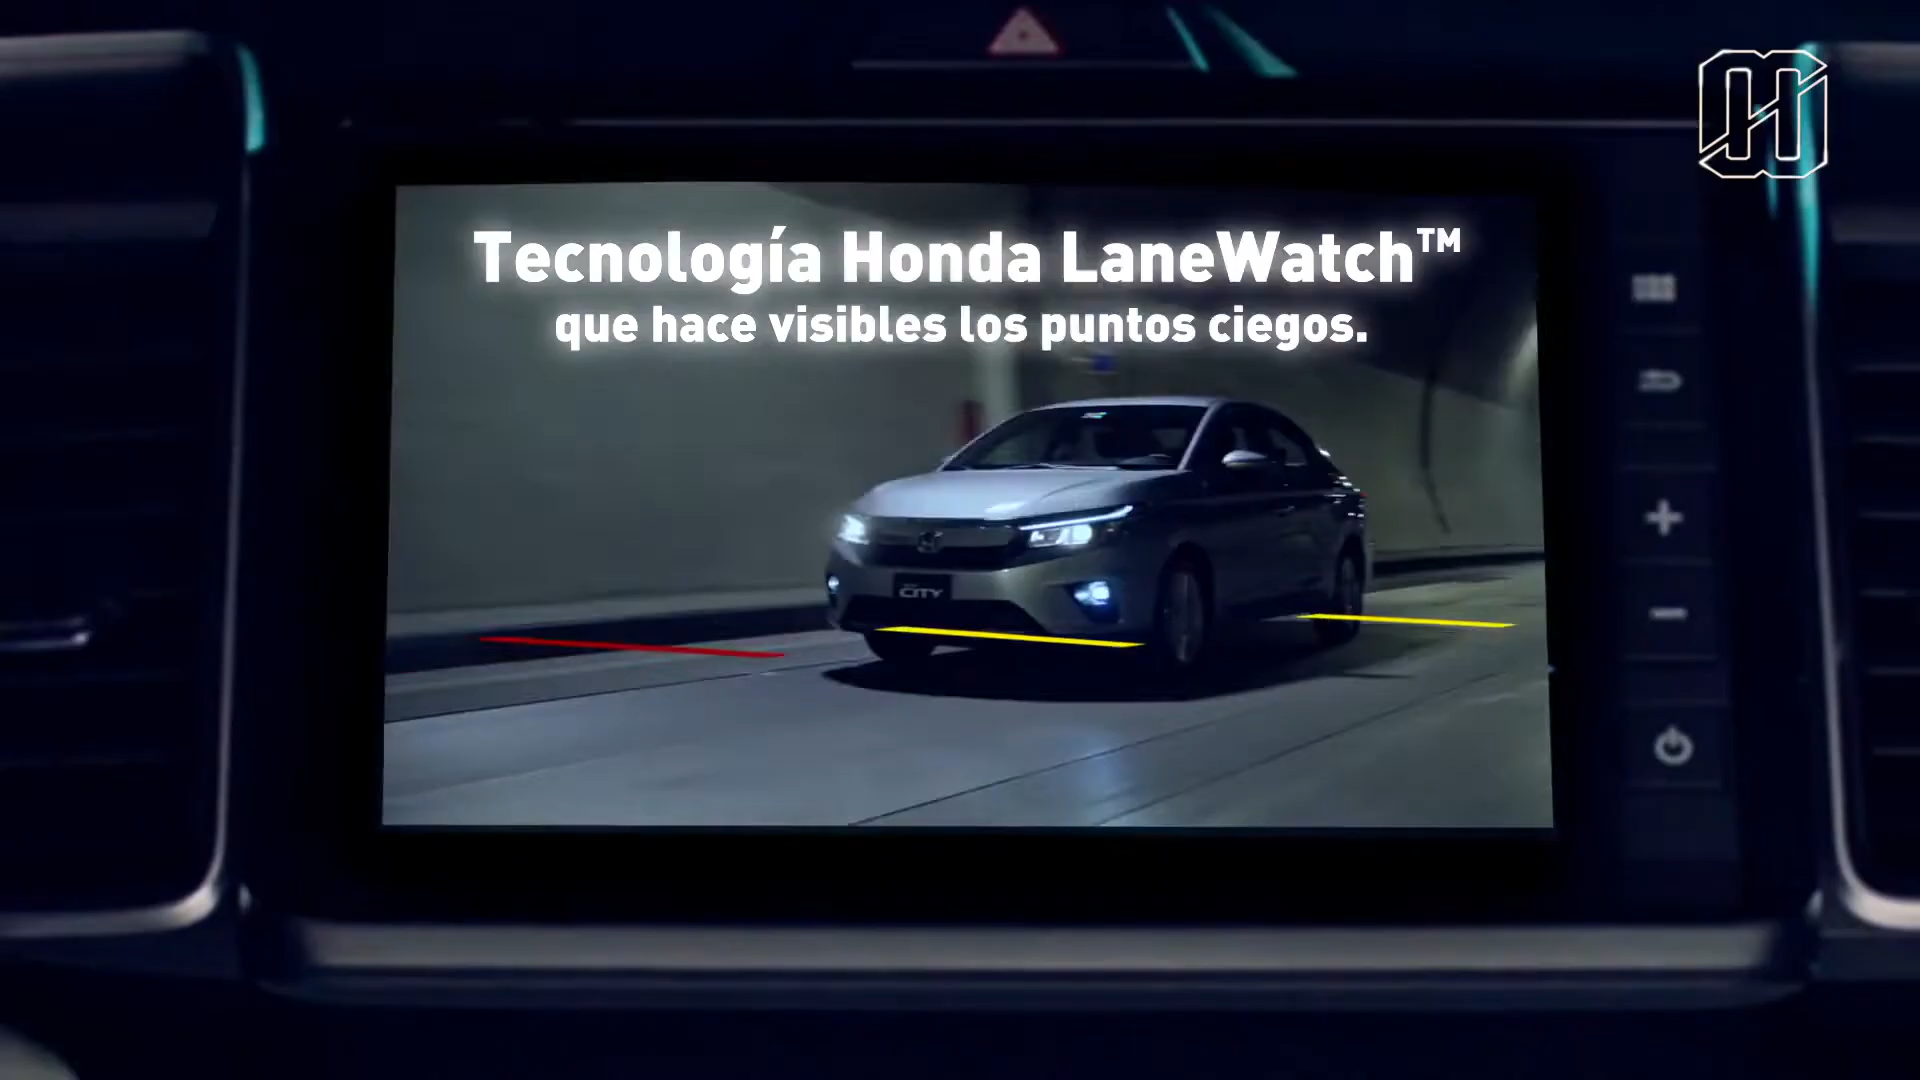 Tecnología Honda LaneWatch™
que hace visibles los puntos ciegos.
CITY